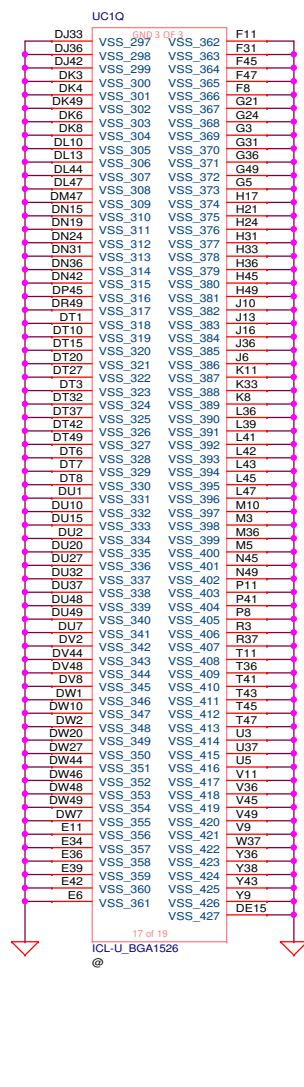 UC1Q
GND 3 OF 3
DJ33 VSS_297 VSS_362 F11
DJ36 VSS_298 VSS_363 F31
DJ42 VSS_299 VSS_364 F45
DK3 VSS_300 VSS_365 F47
DK4 VSS_301 VSS_366 F8
DK49 VSS_302 VSS_367 G21
DK6 VSS_303 VSS_368 G24
DK8 VSS_304 VSS_369 G3
DL10 VSS_305 VSS_370 G31
DL13 VSS_306 VSS_371 G36
DL44 VSS_307 VSS_372 G49
DL47 VSS_308 VSS_373 G5
DM47 VSS_309 VSS_374 H17
DN15 VSS_310 VSS_375 H21
DN19 VSS_311 VSS_376 H24
DN24 VSS_312 VSS_377 H31
DN31 VSS_313 VSS_378 H33
DN36 VSS_314 VSS_379 H36
DN42 VSS_315 VSS_380 H45
DP45 VSS_316 VSS_381 H49
DR49 VSS_317 VSS_382 J10
DT1 VSS_318 VSS_383 J13
DT10 VSS_319 VSS_384 J16
DT15 VSS_320 VSS_385 J36
DT20 VSS_321 VSS_386 J6
DT27 VSS_322 VSS_387 K11
DT3 VSS_323 VSS_388 K33
DT32 VSS_324 VSS_389 K8
DT37 VSS_325 VSS_390 L36
DT42 VSS_326 VSS_391 L39
DT49 VSS_327 VSS_392 L41
DT6 VSS_328 VSS_393 L42
DT7 VSS_329 VSS_394 L43
DT8 VSS_330 VSS_395 L45
DU1 VSS_331 VSS_396 L47
DU10 VSS_332 VSS_397 M10
DU15 VSS_333 VSS_398 M3
DU2 VSS_334 VSS_399 M36
DU20 VSS_335 VSS_400 M5
DU27 VSS_336 VSS_401 N45
DU32 VSS_337 VSS_402 N49
DU37 VSS_338 VSS_403 P11
DU48 VSS_339 VSS_404 P41
DU49 VSS_340 VSS_405 P8
DU7 VSS_341 VSS_406 R3
DV2 VSS_342 VSS_407 R37
DV44 VSS_343 VSS_408 T11
DV48 VSS_344 VSS_409 T36
DV8 VSS_345 VSS_410 T41
DW1 VSS_346 VSS_411 T43
DW10 VSS_347 VSS_412 T45
DW2 VSS_348 VSS_413 T47
DW20 VSS_349 VSS_414 U3
DW27 VSS_350 VSS_415 U37
DW44 VSS_351 VSS_416 U5
DW46 VSS_352 VSS_417 V11
DW48 VSS_353 VSS_418 V36
DW49 VSS_354 VSS_419 V45
DW7 VSS_355 VSS_420 V49
E11 VSS_356 VSS_421 V9
E34 VSS_357 VSS_422 W37
E36 VSS_358 VSS_423 Y36
E39 VSS_359 VSS_424 Y38
E42 VSS_360 VSS_425 Y43
E6 VSS_361 VSS_426 Y9
VSS_427 DE15
17 of 19
ICL-U_BGA1526
@